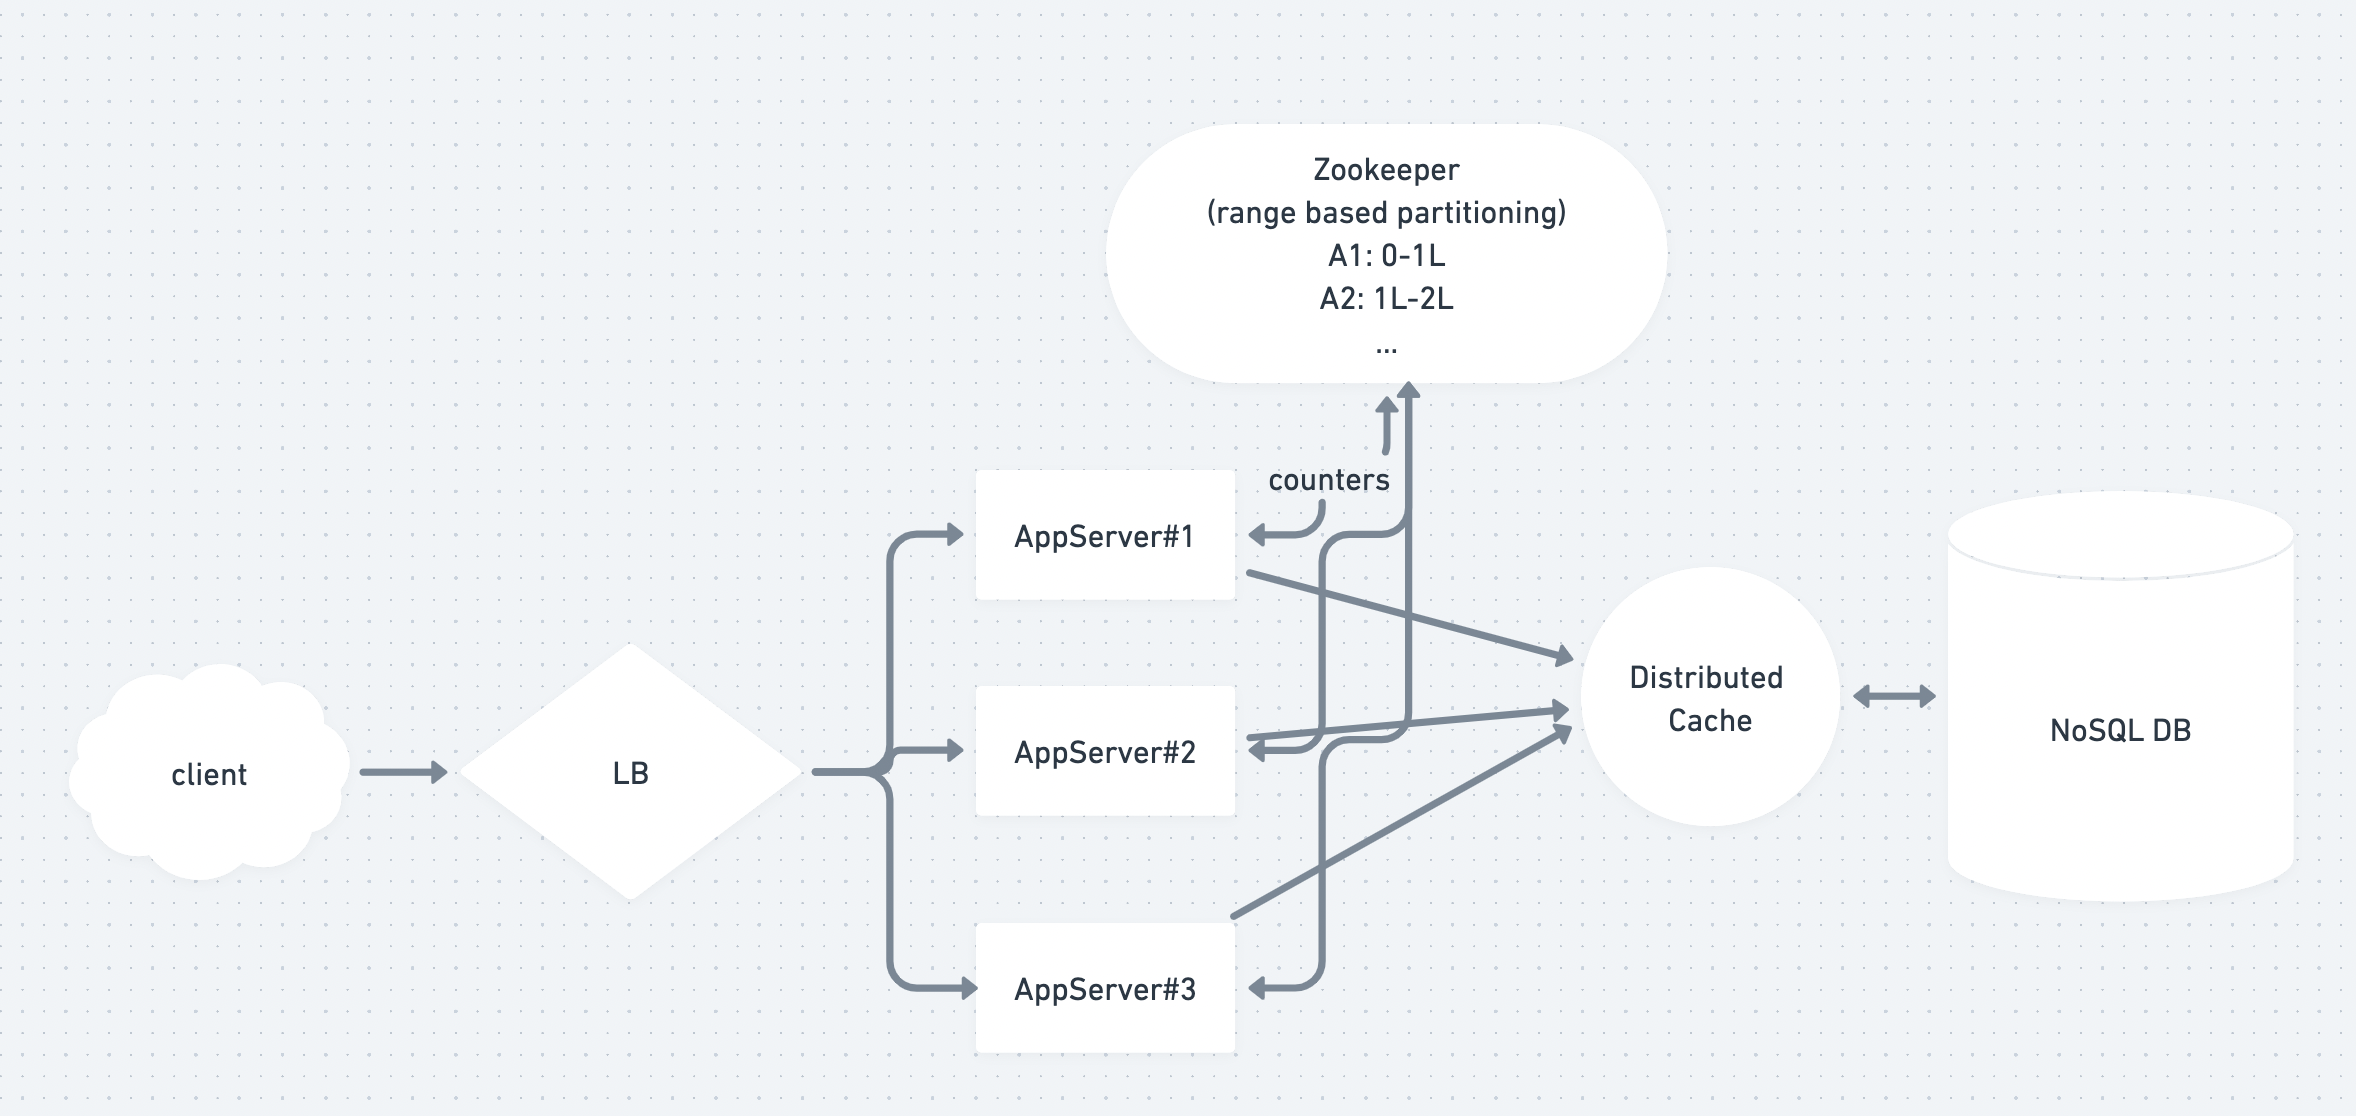 Zookeeper
(range based partitioning)
A1: 0-1L
A2: 1L-2L
...
counters
AppServer#1
AppServer#2
AppServer#3
client
LB
Distributed
Cache
NoSQL DB